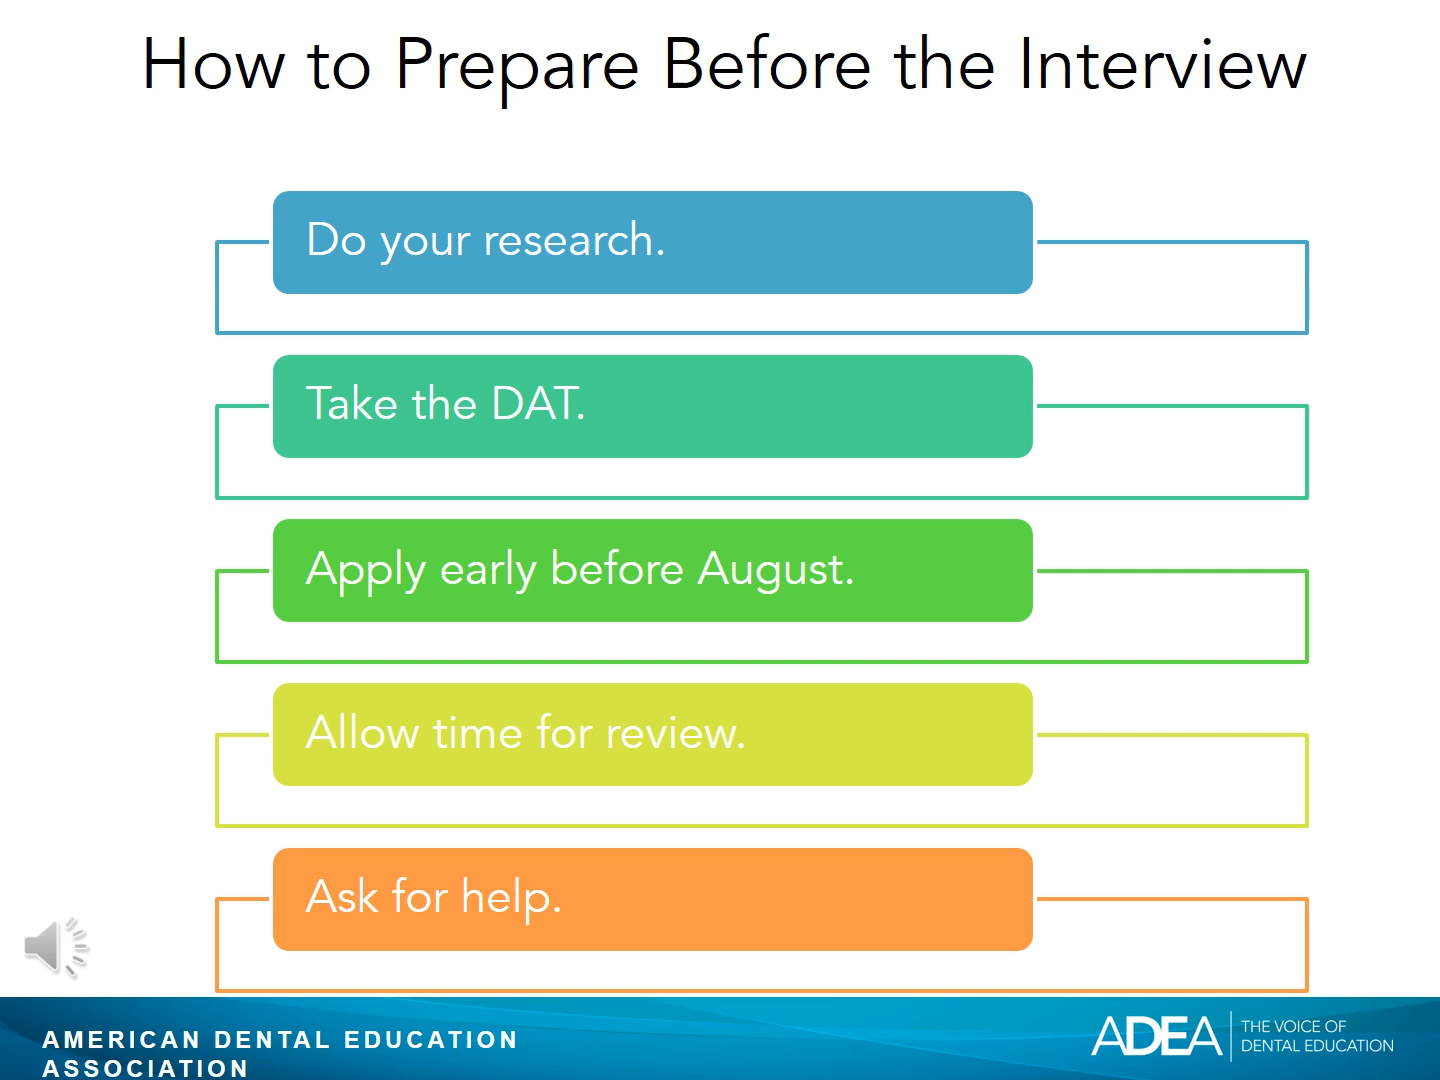 How to Prepare Before the Interview
Do your research.
Take the DAT.
Apply early before August.
Allow time for review.
Ask for help.
AMERICAN DENTAL EDUCATION
ASSOCIATION
ADEA
THE VOICE OF
DENTAL EDUCATION